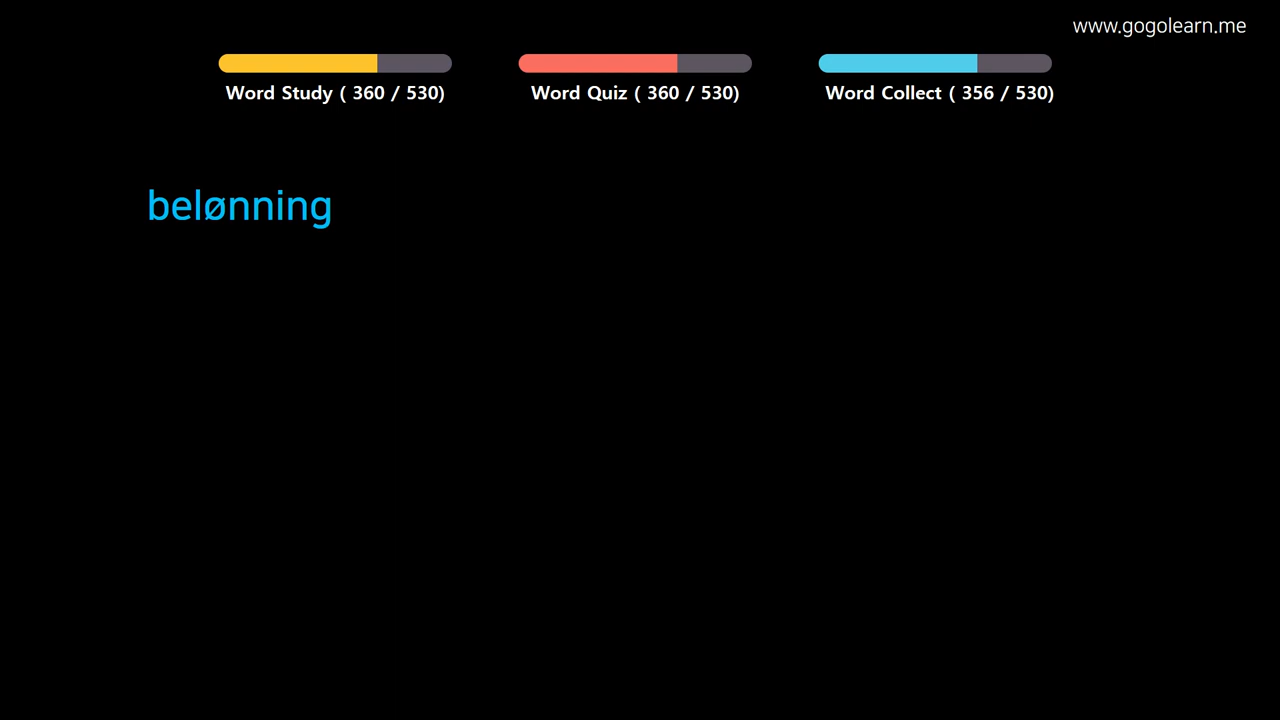 www.gogolearn.me
Word Study ( 360 / 530)
Word Quiz ( 360 / 530)
Word Collect ( 356 / 530)
belønning